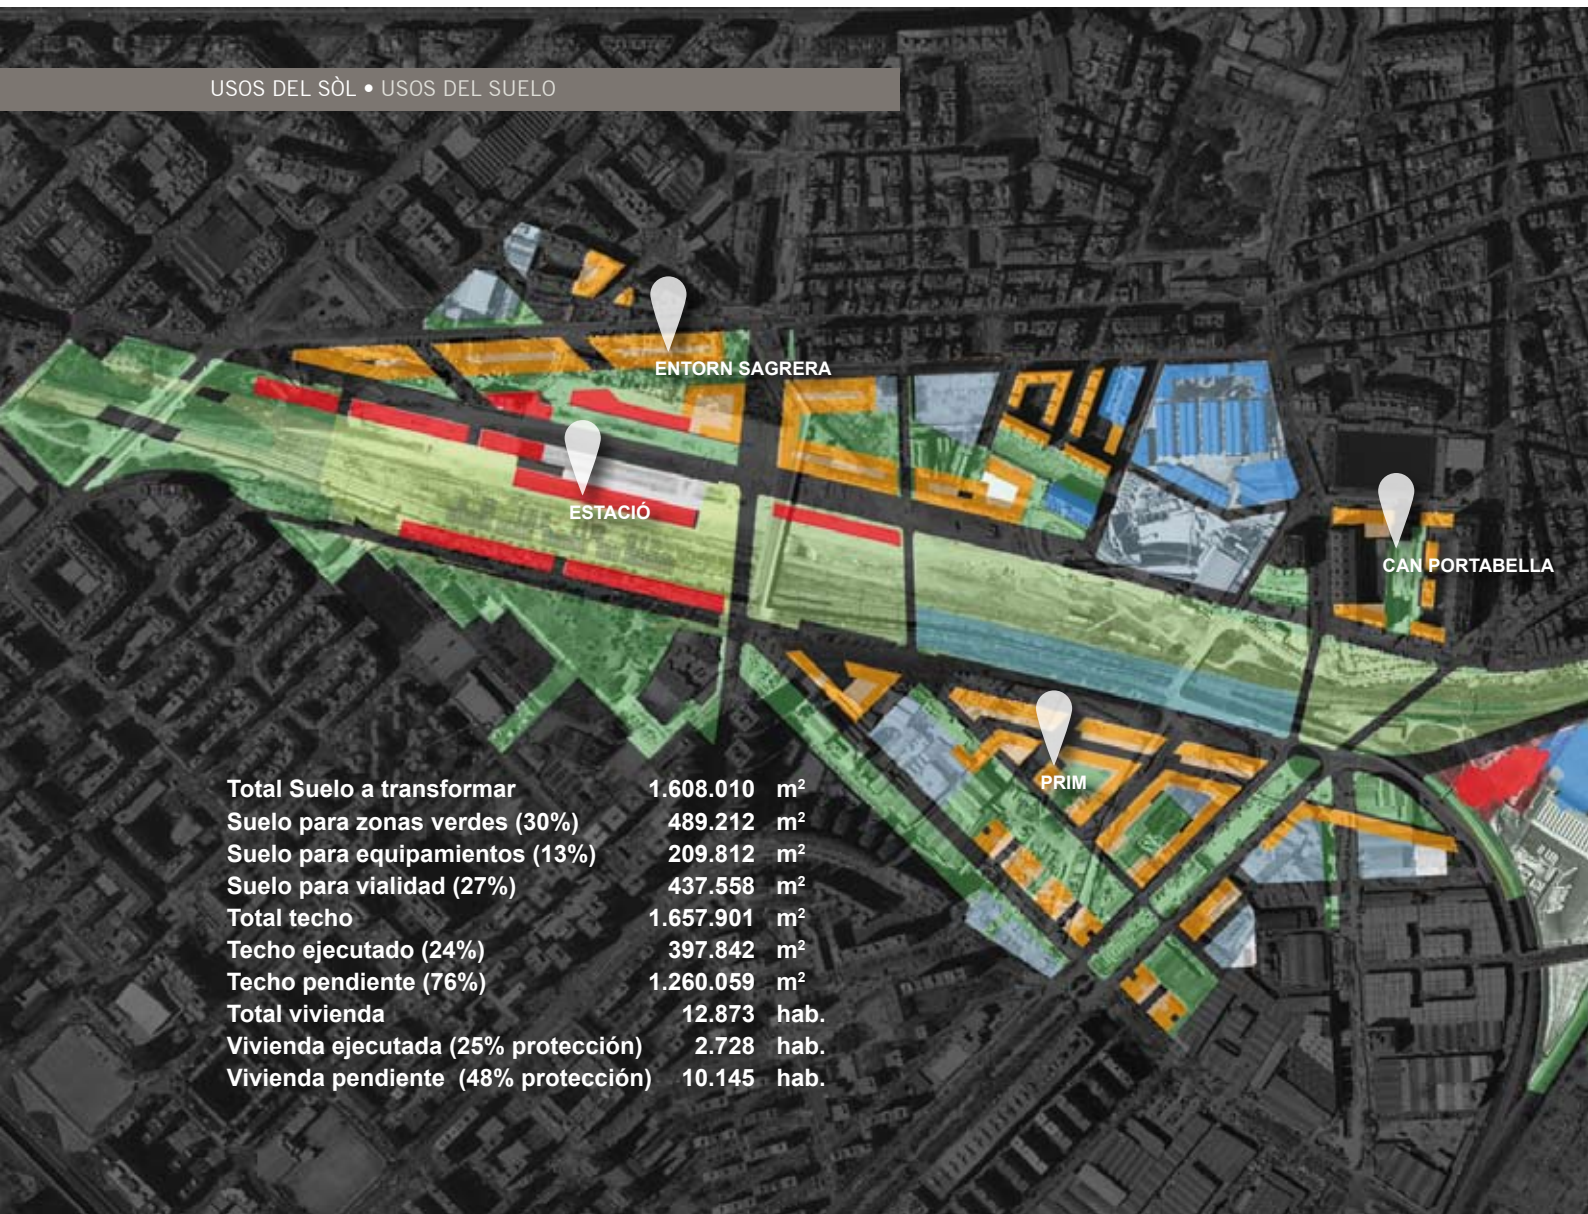 USOS DEL SÒL • USOS DEL SUELO
ENTORN SAGRERA
ESTACIÓ
CAN PORTABELLA
PRIM
Total Suelo a transformar 1.608.010 m²
Suelo para zonas verdes (30%) 489.212 m²
Suelo para equipamientos (13%) 209.812 m²
Suelo para vialidad (27%) 437.558 m²
Total techo 1.657.901 m²
Techo ejecutado (24%) 397.842 m²
Techo pendiente (76%) 1.260.059 m²
Total vivienda 12.873 hab.
Vivienda ejecutada (25% protección) 2.728 hab.
Vivienda pendiente (48% protección) 10.145 hab.